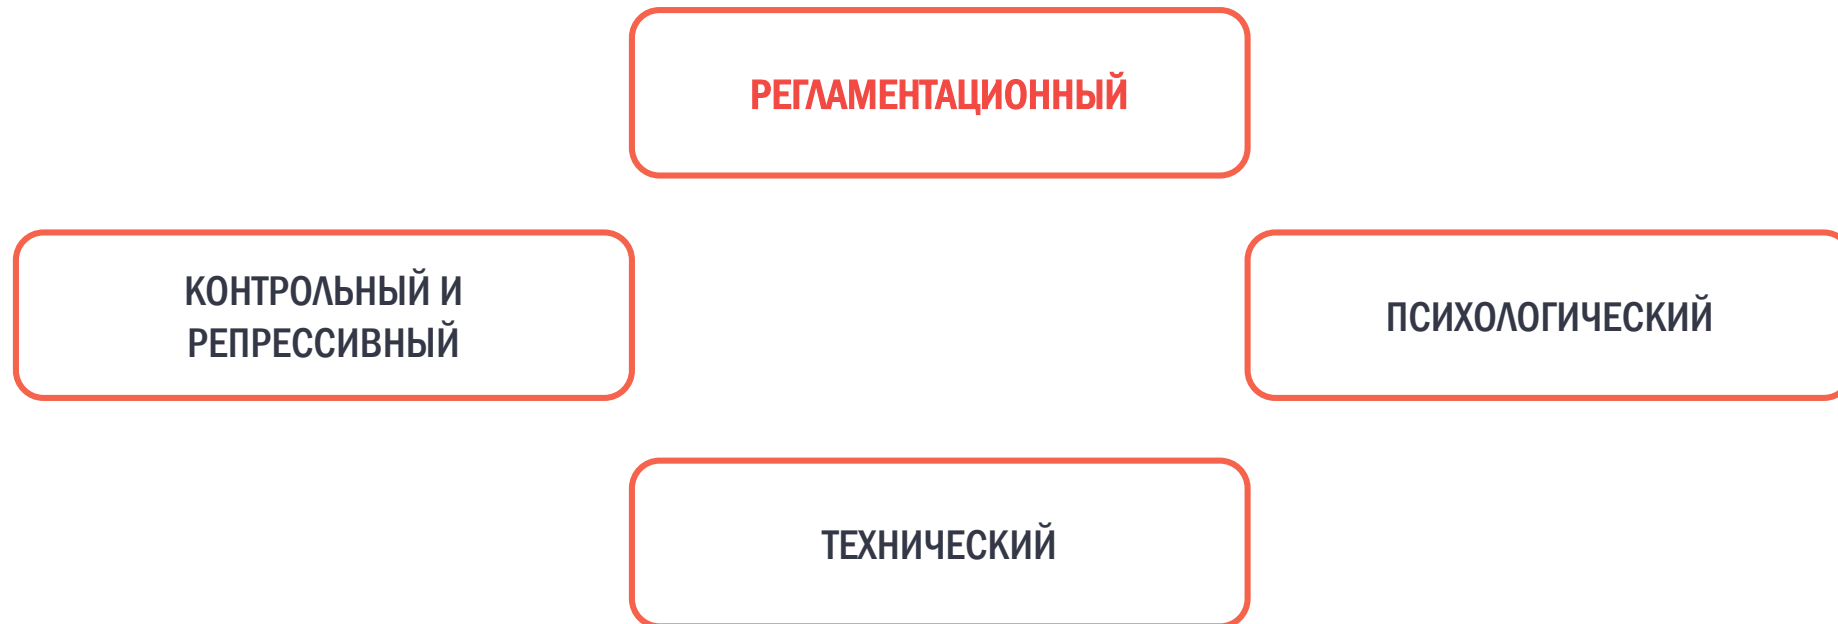 РЕГЛАМЕНТАЦИОННЫЙ
КОНТРОЛЬНЫЙ И
РЕПРЕССИВНЫЙ
ПСИХОЛОГИЧЕСКИЙ
ТЕХНИЧЕСКИЙ